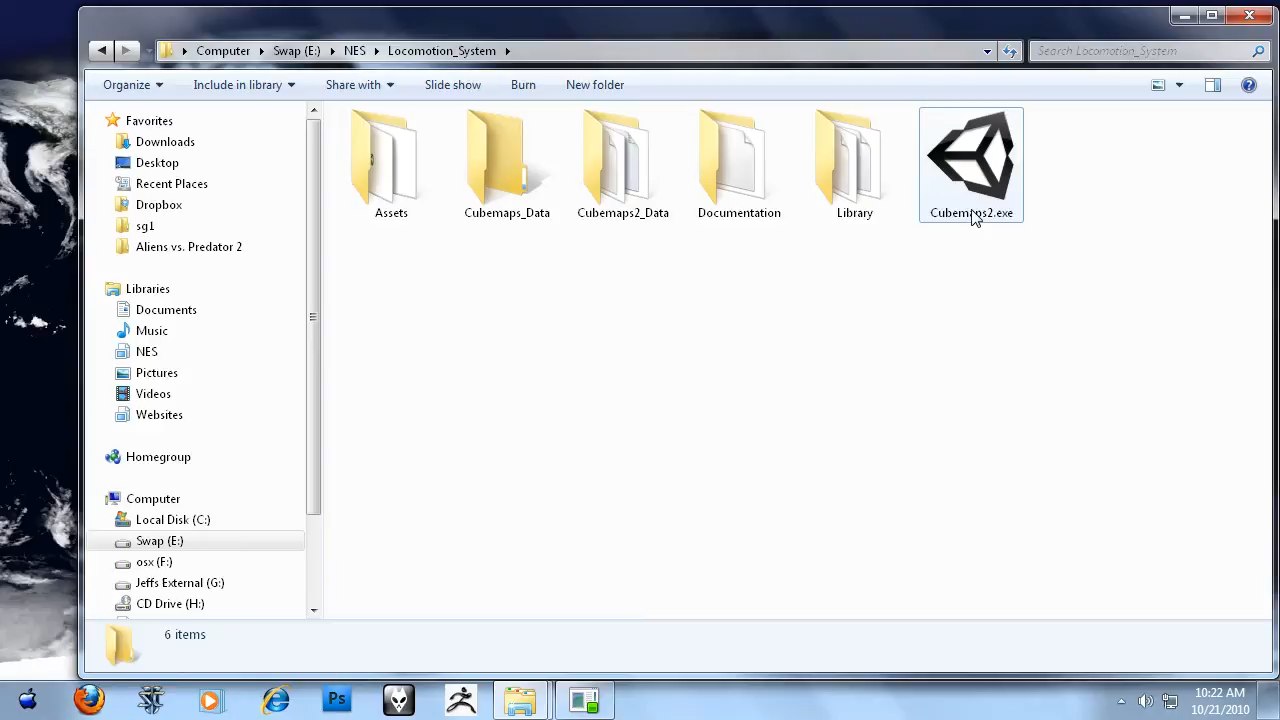 Computer Swap (E:) NES Locomotion_System
Search Locomotion_System
Organize Include in library Share with Slide show Burn New folder
Favorites
Downloads
Desktop
Recent Places
Dropbox
sg1
Aliens vs. Predator 2
Libraries
Documents
Music
NES
Pictures
Videos
Websites
Homegroup
Computer
Local Disk (C:)
Swap (E:)
osx (F:)
Jeffs External (G:)
CD Drive (H:)
Assets Cubemaps_Data Cubemaps2_Data Documentation Library Cubemaps2.exe
6 items
Ps
10:22 AM
10/21/2010